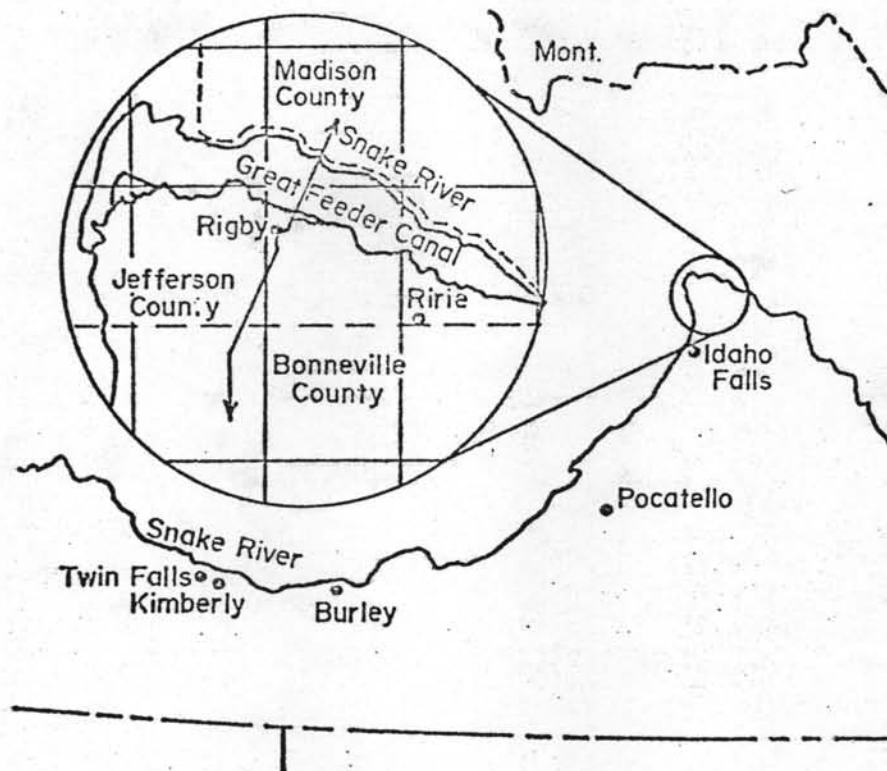 Mont.
Madison
County
Snake River
Great Feeder Canal
Rigby
Jefferson
County
Ririe
Bonneville
County
Idaho
Falls
Pocatello
Snake River
Twin Falls
Kimberly
Burley